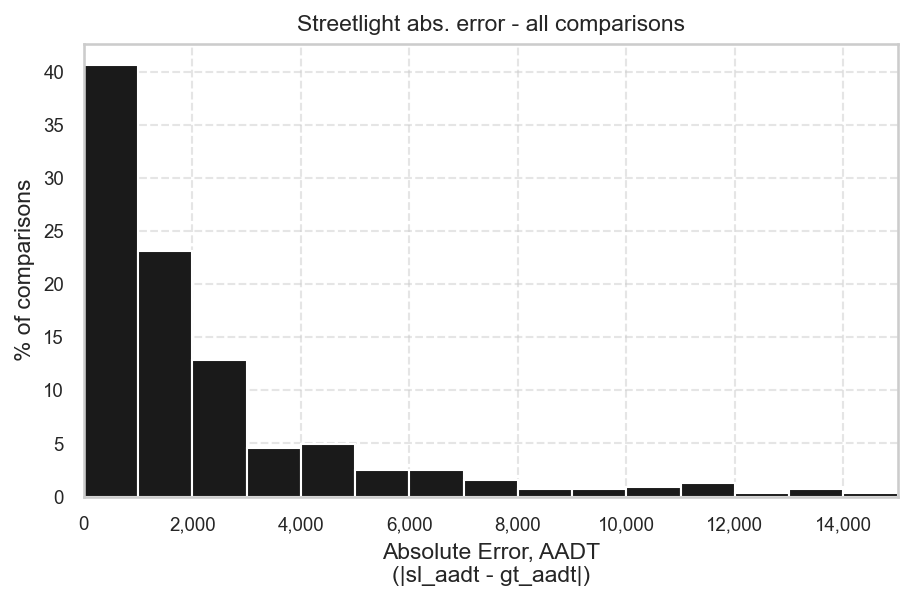 Streetlight abs. error - all comparisons
40
35
30
25
20
15
10
5
0
% of comparisons
0 2,000 4,000 6,000 8,000 10,000 12,000 14,000
Absolute Error, AADT
(|sl_aadt - gt_aadt|)